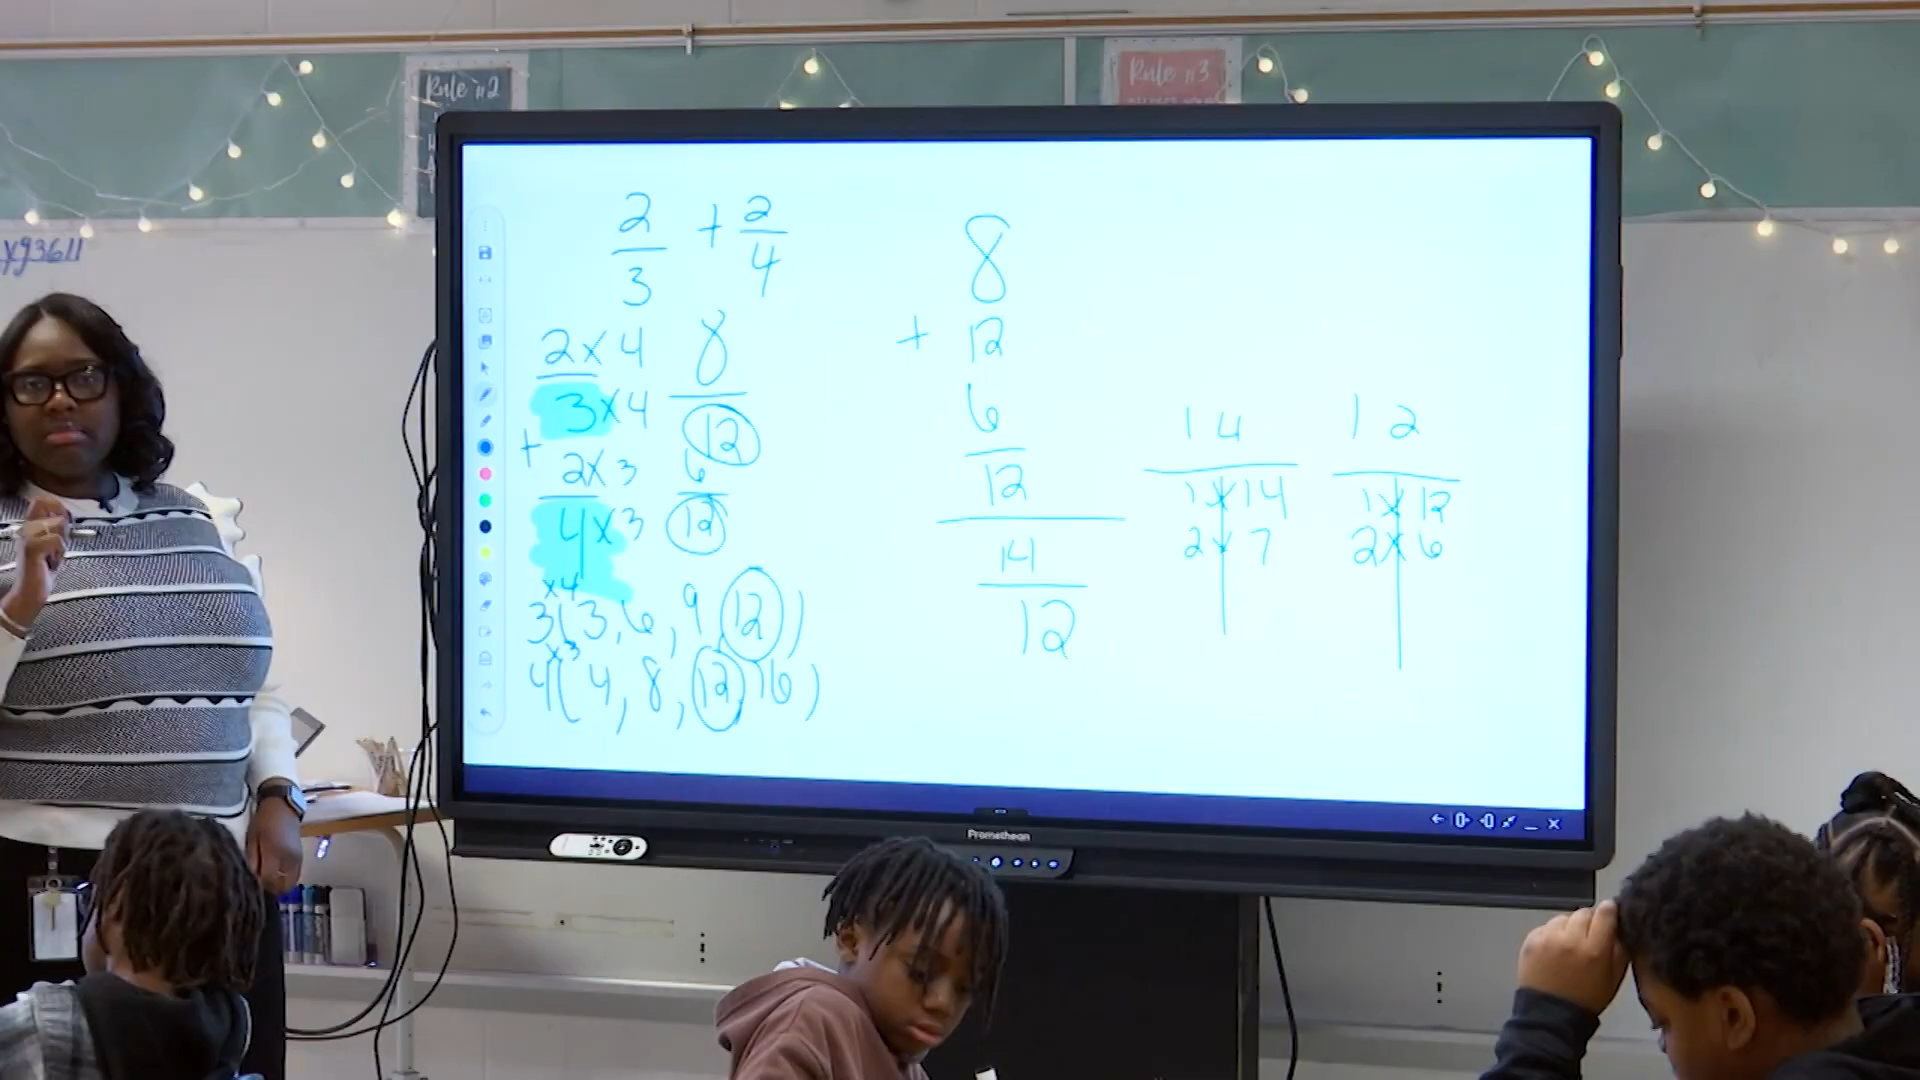 Rule #2
Rule #3
xg3611
2 + 2
3 4
2x4 8
3x4 12
+
2x3 6
4x3 12
x4
3(3,6,9,12)
x3
4(4,8,12,16)
8
+ 12
6
12
14
12
14
1x14
2x7
12
1x12
2x6
Promethean